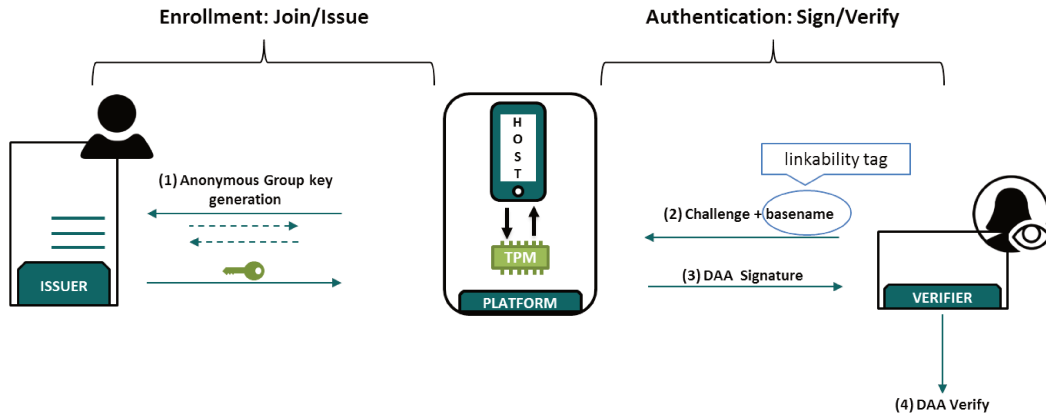 Enrollment: Join/Issue
Authentication: Sign/Verify
HOST
linkability tag
(1) Anonymous Group key
generation
(2) Challenge + basename
TPM
(3) DAA Signature
ISSUER
PLATFORM
VERIFIER
(4) DAA Verify